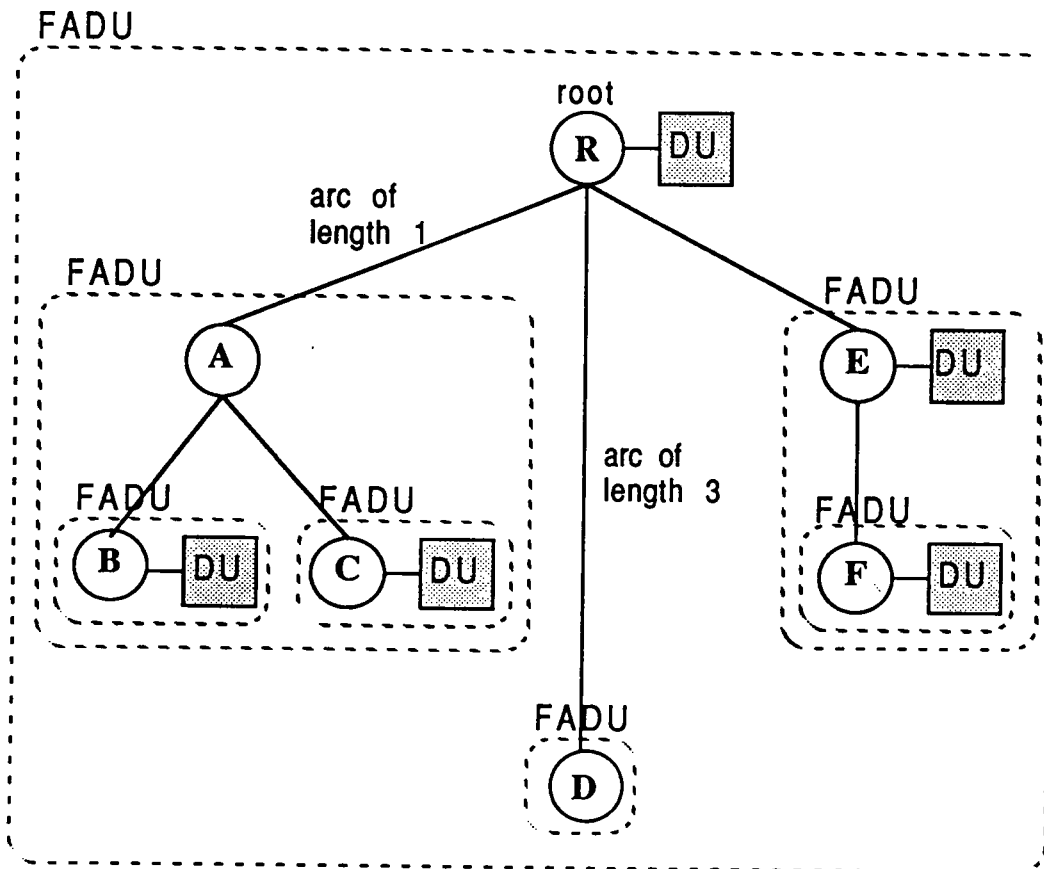 FADU
root
R
DU
arc of
length 1
FADU
FADU
A
E
DU
arc of
length 3
FADU
FADU
FADU
B
DU
C
DU
F
DU
FADU
D